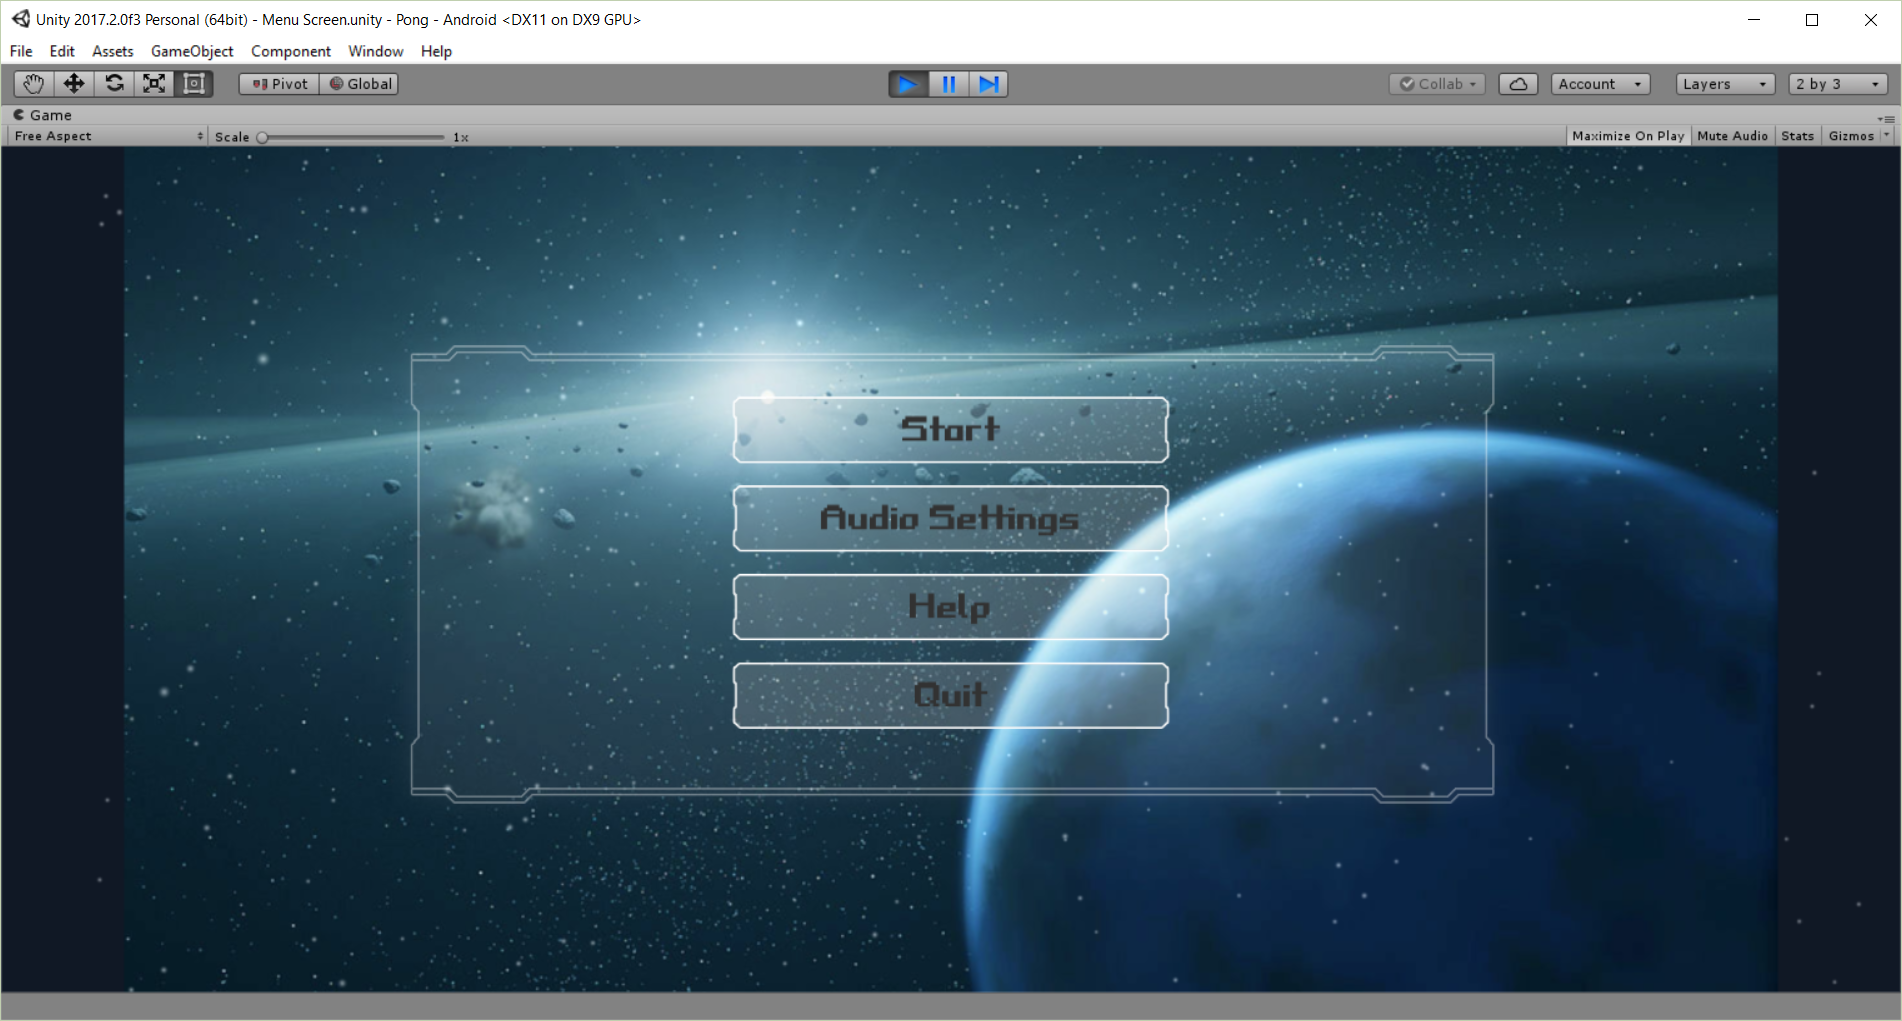 Unity 2017.2.0f3 Personal (64bit) - Menu Screen.unity - Pong - Android <DX11 on DX9 GPU>
File Edit Assets GameObject Component Window Help
Pivot Global Collab Account Layers 2 by 3
Game
Free Aspect Scale 1x Maximize On Play Mute Audio Stats Gizmos
Start
Audio Settings
Help
Quit